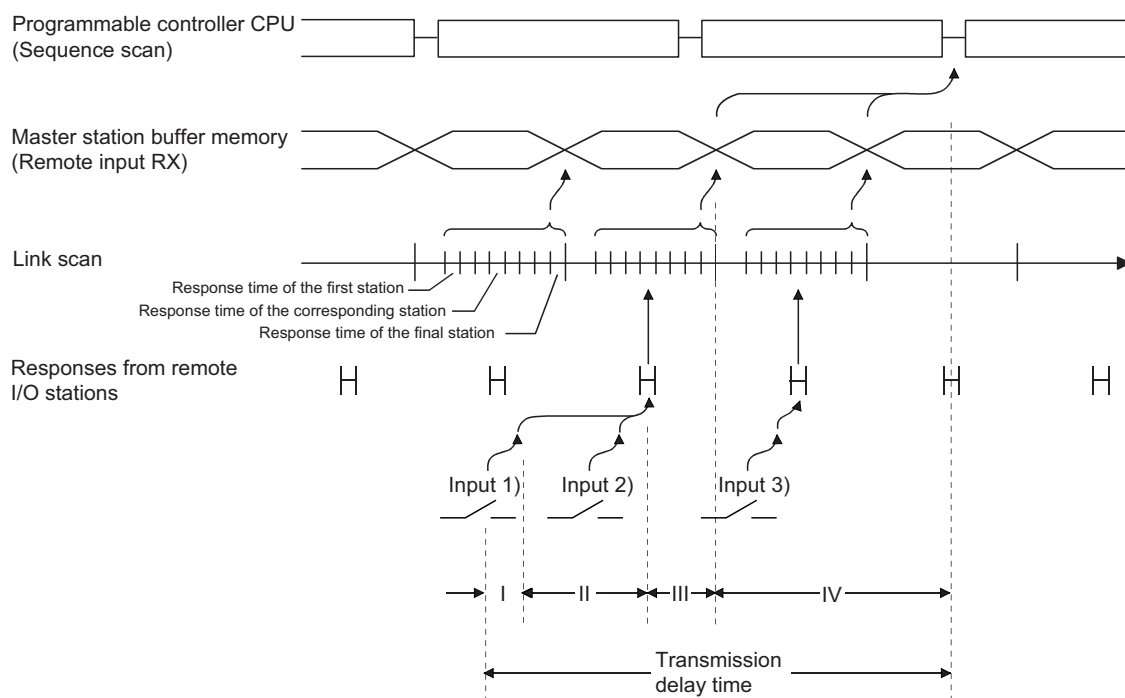 Programmable controller CPU
(Sequence scan)
Master station buffer memory
(Remote input RX)
Link scan
Response time of the first station
Response time of the corresponding station
Response time of the final station
Responses from remote
I/O stations
Input 1)
Input 2)
Input 3)
I
II
III
IV
Transmission
delay time